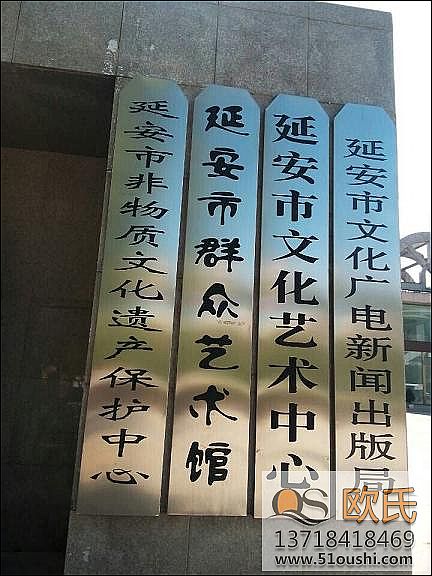 延安市非物质文化遗产保护中心
延安市群众艺术馆
延安市文化艺术中心
延安市文化广电新闻出版局
欧氏
13718418469
www.51oushi.com